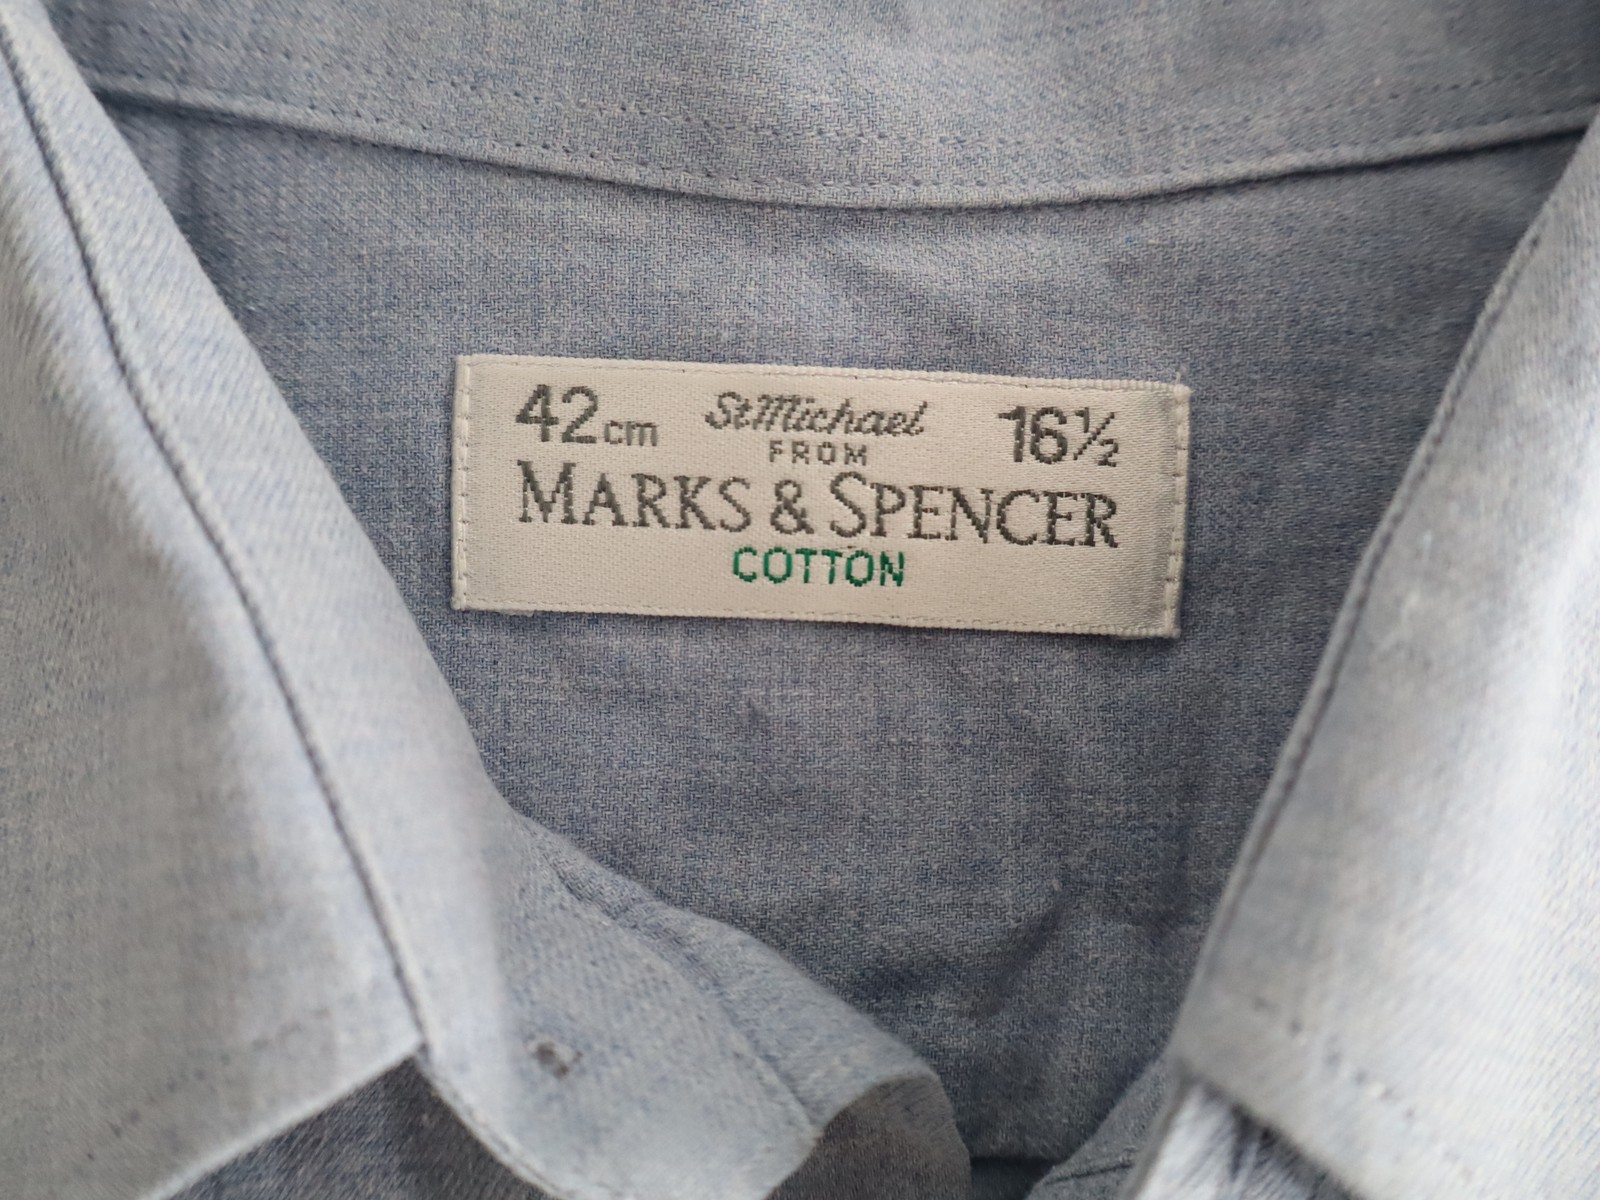 42cm St Michael 16½
FROM
MARKS & SPENCER
COTTON